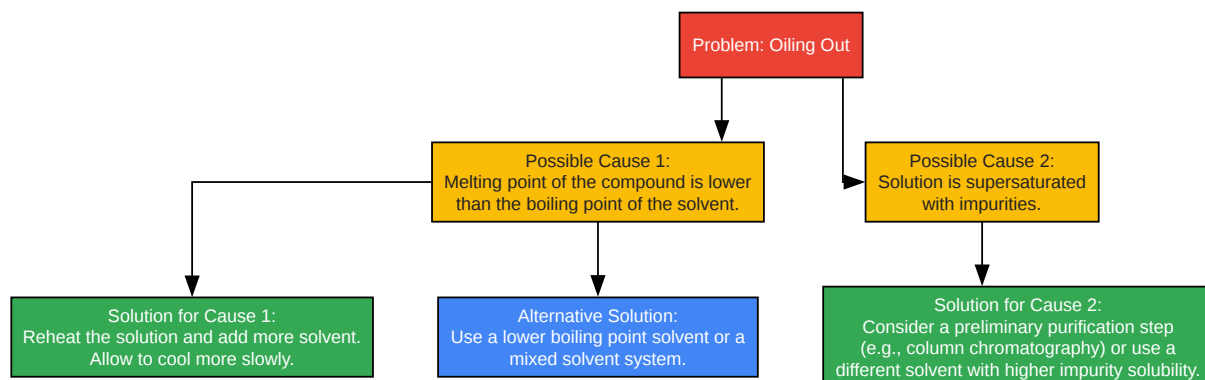 Problem: Oiling Out
Possible Cause 1:
Melting point of the compound is lower
than the boiling point of the solvent.
Possible Cause 2:
Solution is supersaturated
with impurities.
Solution for Cause 1:
Reheat the solution and add more solvent.
Allow to cool more slowly.
Alternative Solution:
Use a lower boiling point solvent or a
mixed solvent system.
Solution for Cause 2:
Consider a preliminary purification step
(e.g., column chromatography) or use a
different solvent with higher impurity solubility.